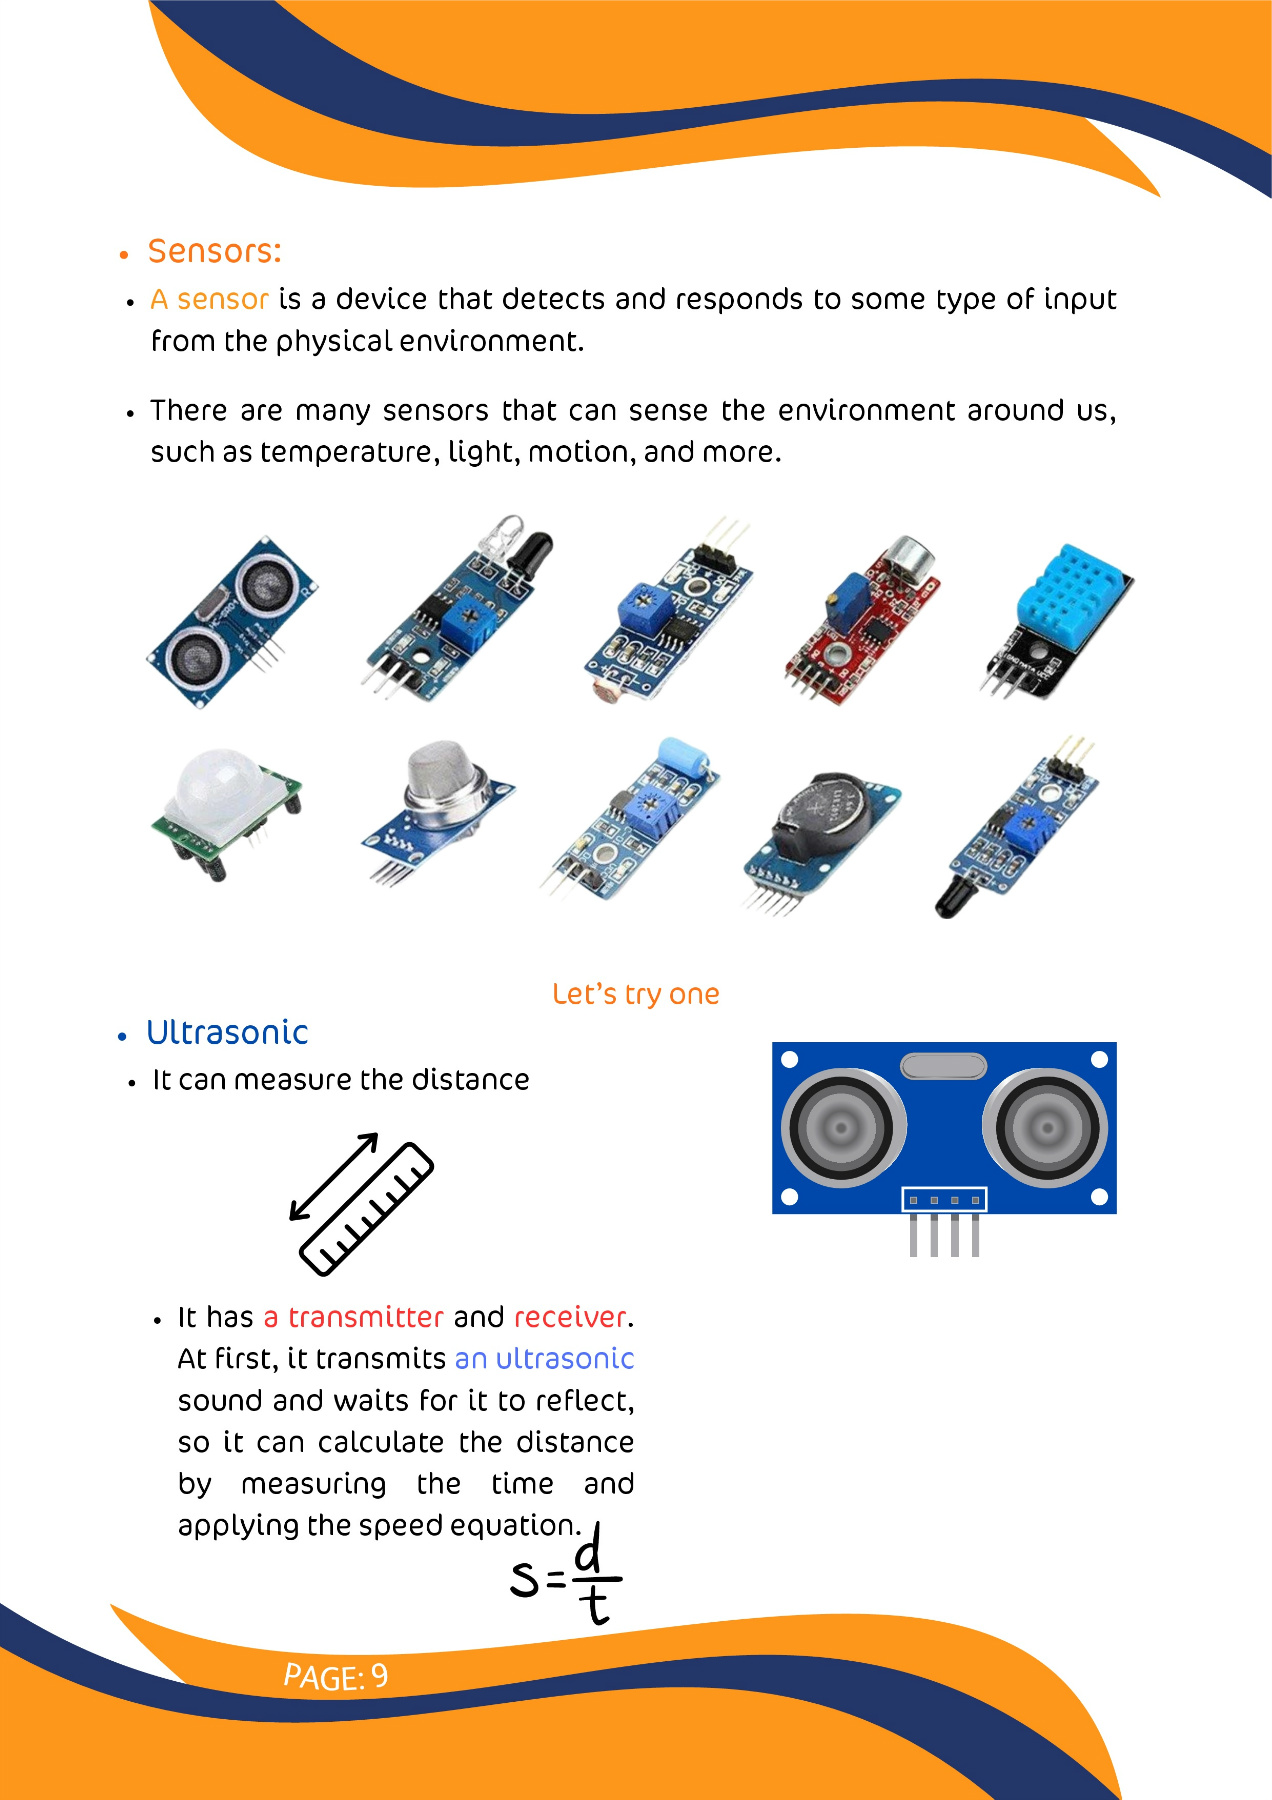 • Sensors:
• A sensor is a device that detects and responds to some type of input
from the physical environment.
• There are many sensors that can sense the environment around us,
such as temperature, light, motion, and more.
Let's try one
• Ultrasonic
• It can measure the distance
• It has a transmitter and receiver.
At first, it transmits an ultrasonic
sound and waits for it to reflect,
so it can calculate the distance
by measuring the time and
applying the speed equation.
s = d/t
PAGE: 9